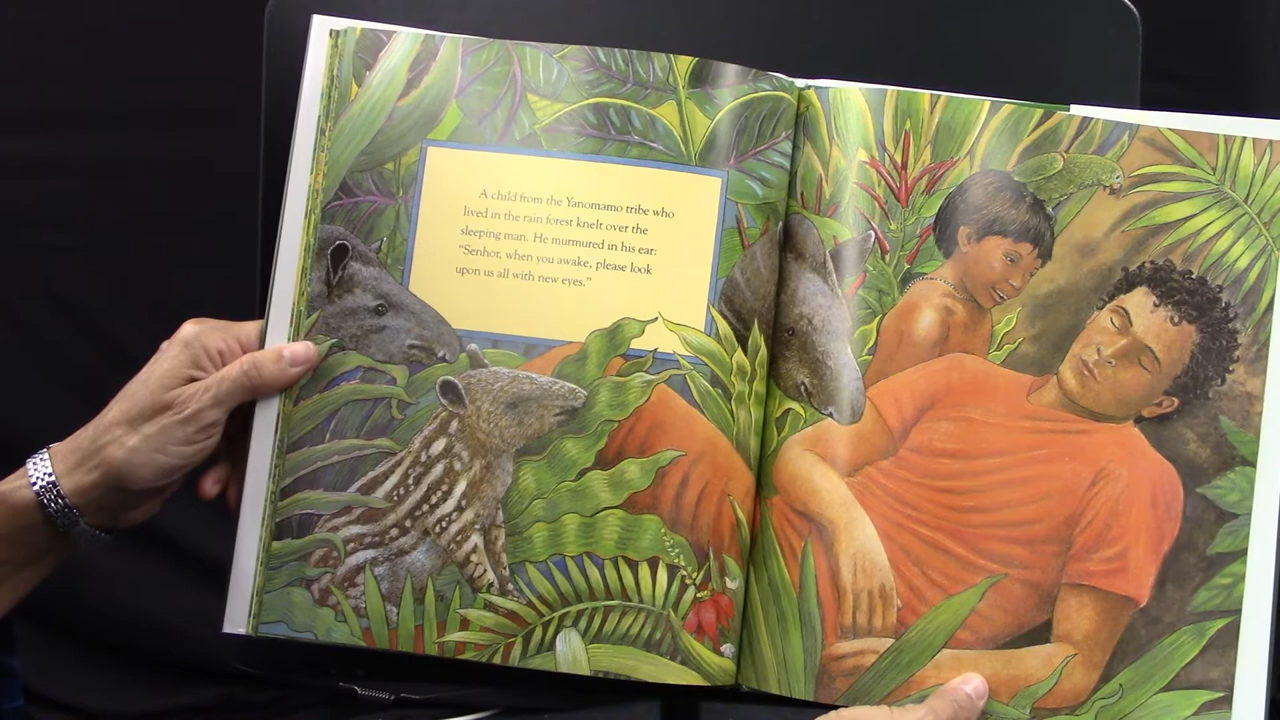 A child from the Yanomamo tribe who
lived in the rain forest knelt over the
sleeping man. He murmured in his ear:
“Senhor, when you awake, please look
upon us all with new eyes.”